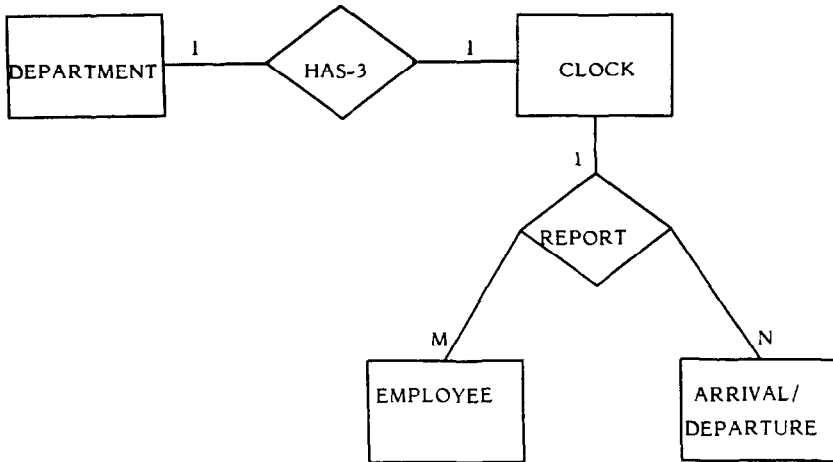 1
1
DEPARTMENT
HAS-3
CLOCK
1
REPORT
M
N
EMPLOYEE
ARRIVAL/
DEPARTURE